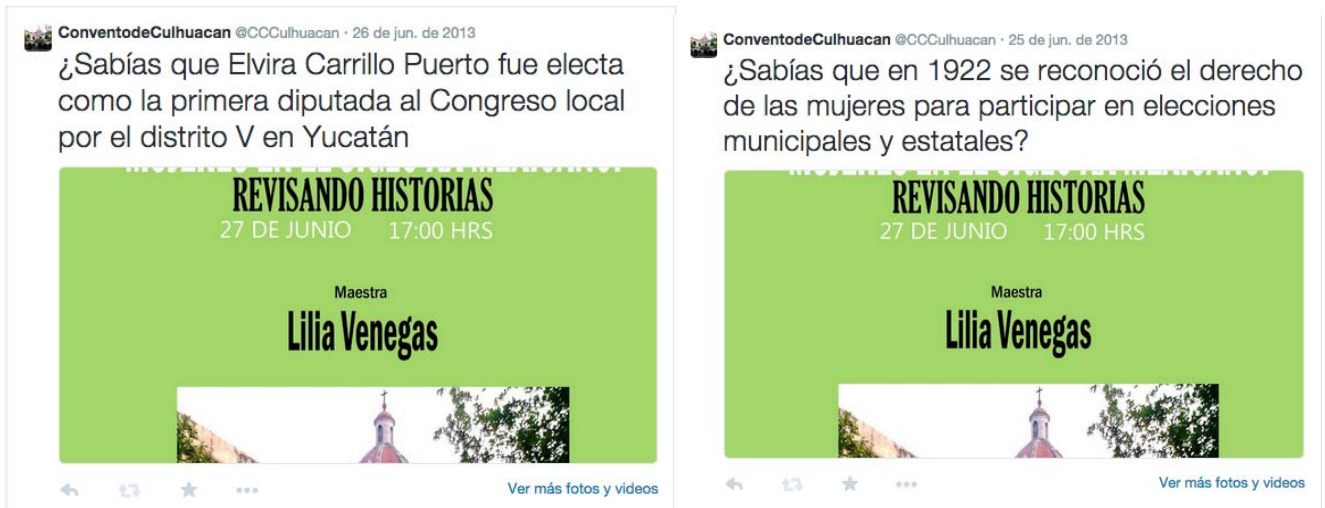 ConventodeCulhuacan @CCCulhuacan · 26 de jun. de 2013
¿Sabías que Elvira Carrillo Puerto fue electa
como la primera diputada al Congreso local
por el distrito V en Yucatán
REVISANDO HISTORIAS
27 DE JUNIO 17:00 HRS
Maestra
Lilia Venegas
Ver más fotos y videos
ConventodeCulhuacan @CCCulhuacan · 25 de jun. de 2013
¿Sabías que en 1922 se reconoció el derecho
de las mujeres para participar en elecciones
municipales y estatales?
REVISANDO HISTORIAS
27 DE JUNIO 17:00 HRS
Maestra
Lilia Venegas
Ver más fotos y videos